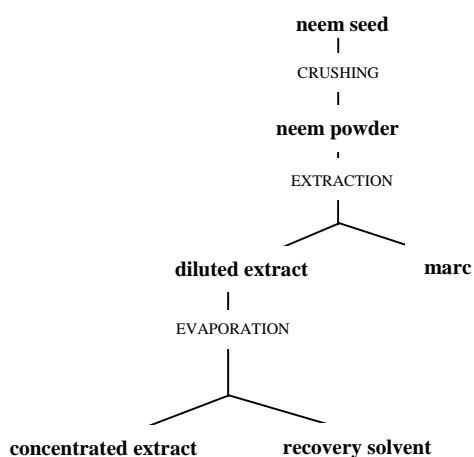 neem seed
CRUSHING
neem powder
EXTRACTION
diluted extract marc
EVAPORATION
concentrated extract recovery solvent